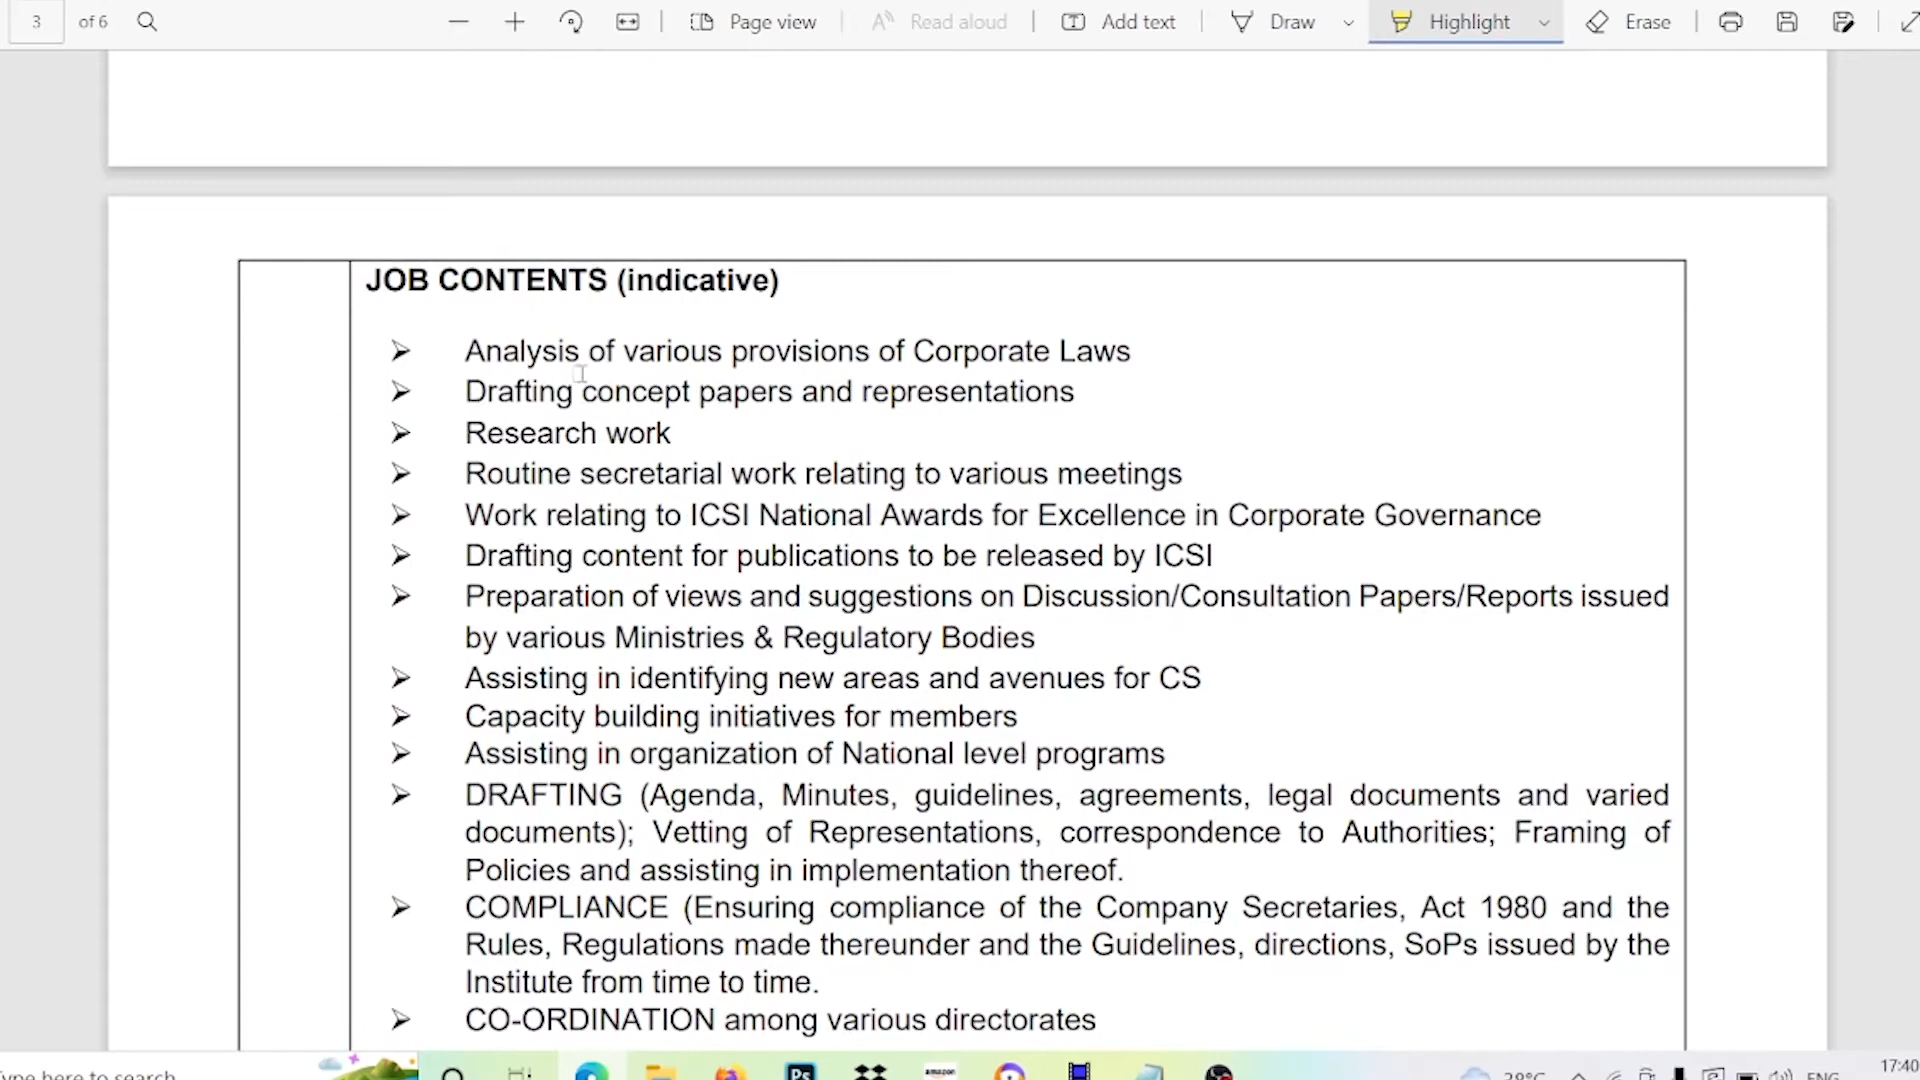 3 of 6 Page view Read aloud Add text Draw Highlight Erase
JOB CONTENTS (indicative)
➢ Analysis of various provisions of Corporate Laws
➢ Drafting concept papers and representations
➢ Research work
➢ Routine secretarial work relating to various meetings
➢ Work relating to ICSI National Awards for Excellence in Corporate Governance
➢ Drafting content for publications to be released by ICSI
➢ Preparation of views and suggestions on Discussion/Consultation Papers/Reports issued
by various Ministries & Regulatory Bodies
➢ Assisting in identifying new areas and avenues for CS
➢ Capacity building initiatives for members
➢ Assisting in organization of National level programs
➢ DRAFTING (Agenda, Minutes, guidelines, agreements, legal documents and varied
documents); Vetting of Representations, correspondence to Authorities; Framing of
Policies and assisting in implementation thereof.
➢ COMPLIANCE (Ensuring compliance of the Company Secretaries, Act 1980 and the
Rules, Regulations made thereunder and the Guidelines, directions, SoPs issued by the
Institute from time to time.
➢ CO-ORDINATION among various directorates
here to search Ps amazon ENG 17:40